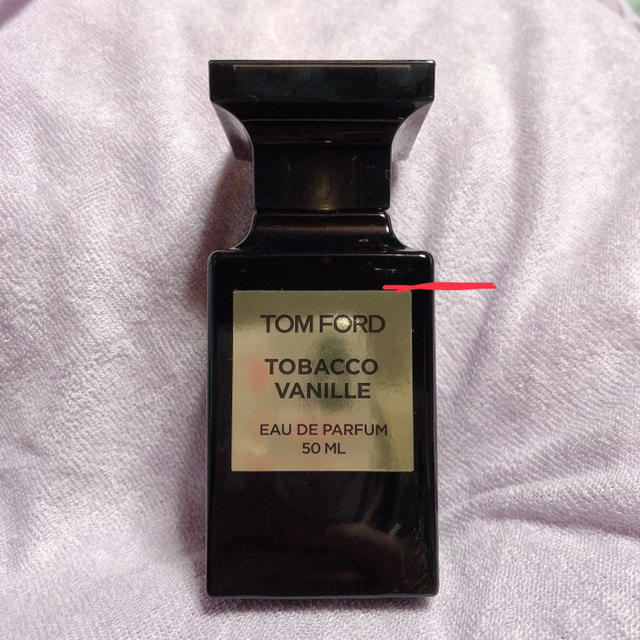 TOM FORD
TOBACCO
VANILLE
EAU DE PARFUM
50 ML